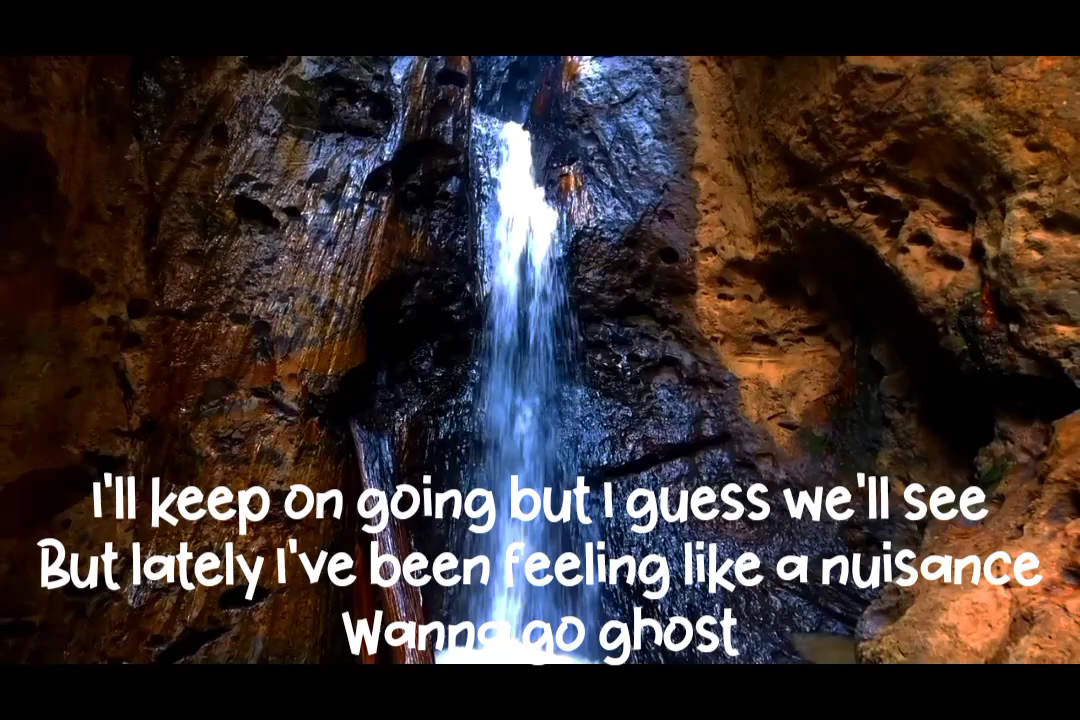 I'll keep on going but I guess we'll see
But lately I've been feeling like a nuisance
Wanna go ghost